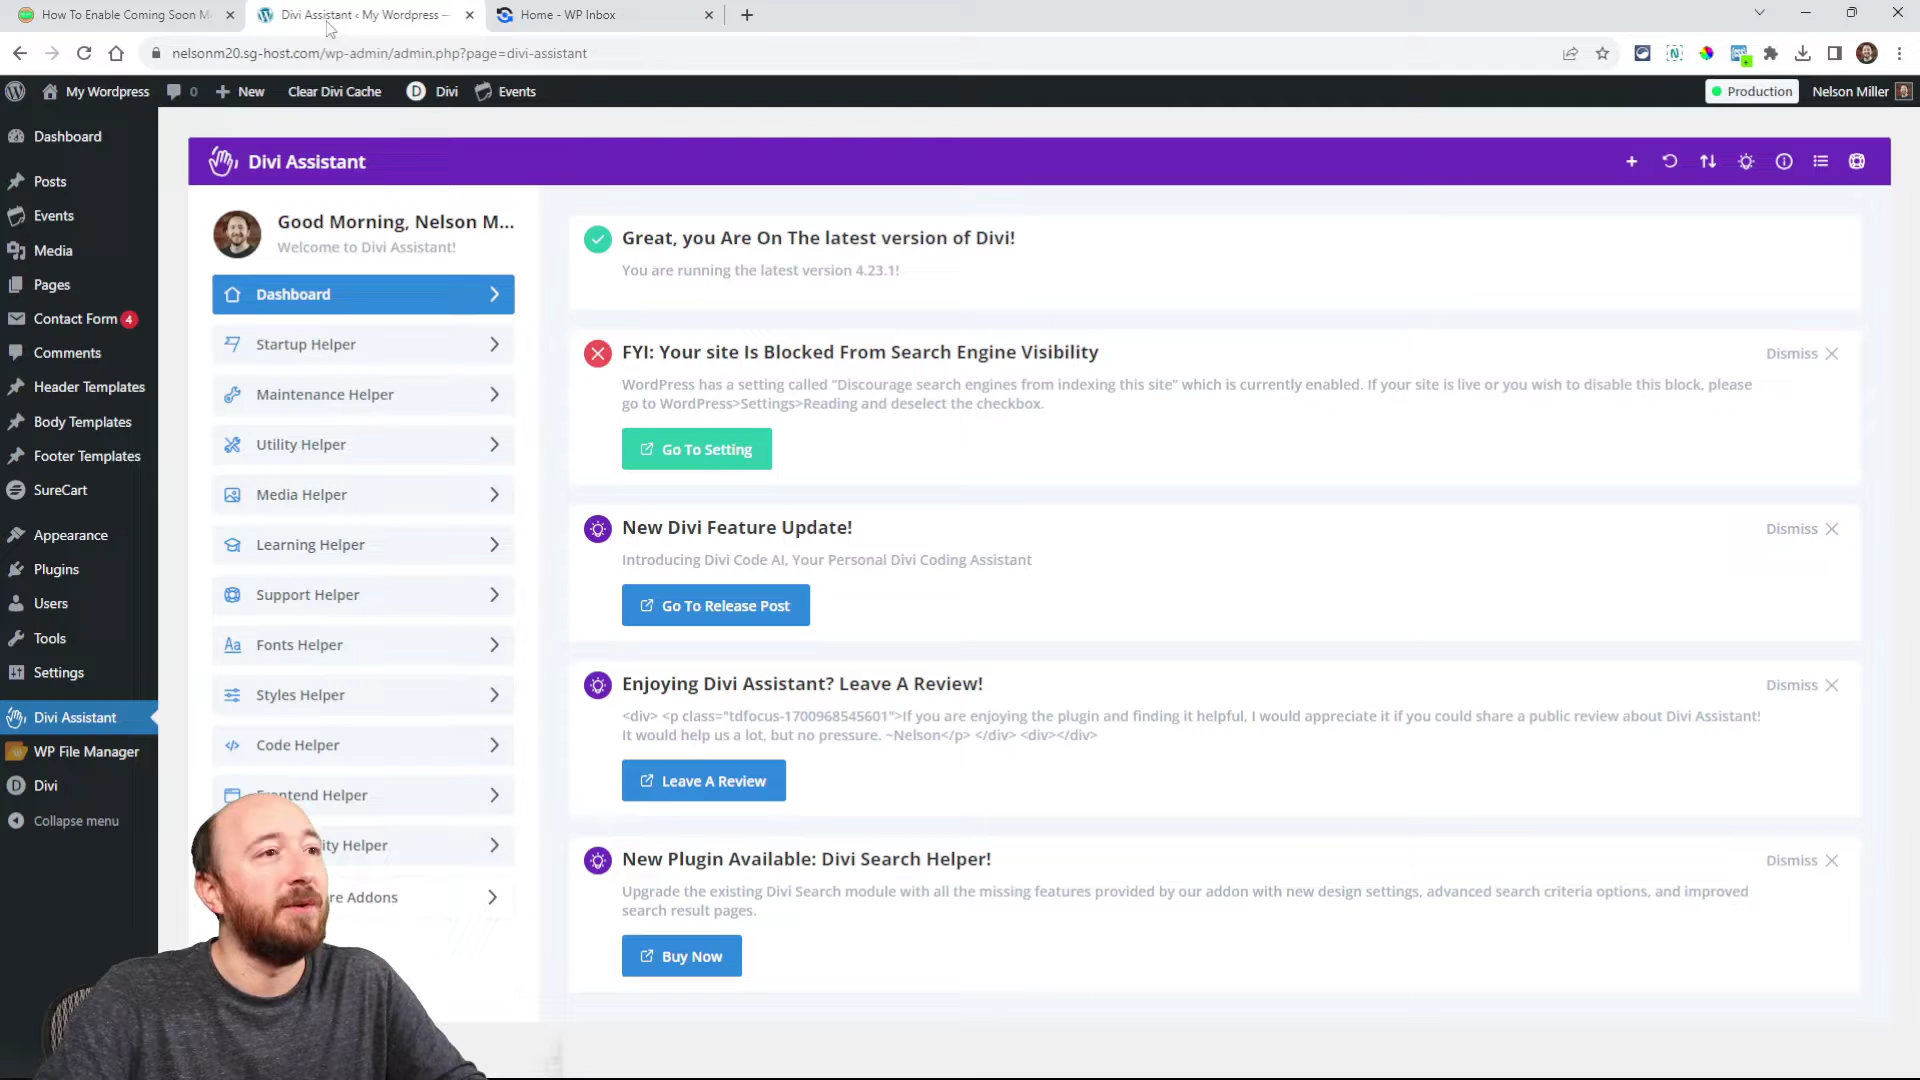 How To Enable Coming Soon M
Divi Assistant ‹ My Wordpress —
Home - WP Inbox
nelsonm20.sg-host.com/wp-admin/admin.php?page=divi-assistant
My Wordpress
0
New
Clear Divi Cache
D
Divi
Events
Production
Nelson Miller
Dashboard
Posts
Events
Media
Pages
Contact Form 4
Comments
Header Templates
Body Templates
Footer Templates
SureCart
Appearance
Plugins
Users
Tools
Settings
Divi Assistant
WP File Manager
D
Divi
Collapse menu
Divi Assistant
Good Morning, Nelson M...
Welcome to Divi Assistant!
Dashboard
Startup Helper
Maintenance Helper
Utility Helper
Media Helper
Learning Helper
Support Helper
Aa
Fonts Helper
Styles Helper
Code Helper
Helper
Helper
Addons
Great, you Are On The latest version of Divi!
You are running the latest version 4.23.1!
FYI: Your site Is Blocked From Search Engine Visibility
Dismiss
WordPress has a setting called "Discourage search engines from indexing this site" which is currently enabled. If your site is live or you wish to disable this block, please
go to WordPress>Settings>Reading and deselect the checkbox.
Go To Setting
New Divi Feature Update!
Dismiss
Introducing Divi Code AI, Your Personal Divi Coding Assistant
Go To Release Post
Enjoying Divi Assistant? Leave A Review!
Dismiss
<div> <p class="tdfocus-1700968545601">If you are enjoying the plugin and finding it helpful, I would appreciate it if you could share a public review about Divi Assistant!
It would help us a lot, but no pressure. ~Nelson</p> </div> <div></div>
Leave A Review
New Plugin Available: Divi Search Helper!
Dismiss
Upgrade the existing Divi Search module with all the missing features provided by our addon with new design settings, advanced search criteria options, and improved
search result pages.
Buy Now